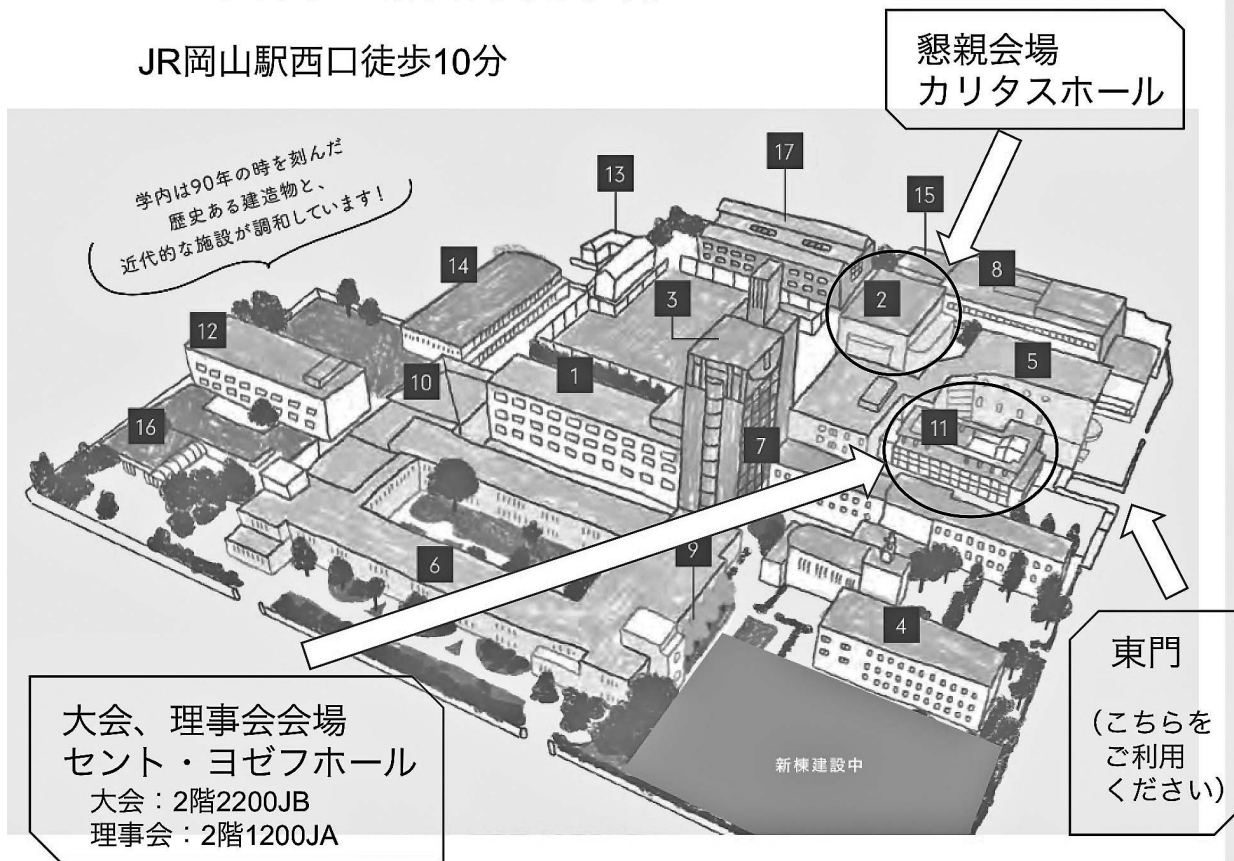 JR岡山駅西口徒歩10分
懇親会場
カリタスホール
学内は90年の時を刻んだ
歴史ある建造物と、
近代的な施設が調和しています！
13
17
15
14
3
2
8
12
10
1
5
16
11
7
6
9
4
新棟建設中
東門
（こちらを
ご利用
ください）
大会、理事会会場
セント・ヨゼフホール
大会：2階2200JB
理事会：2階1200JA